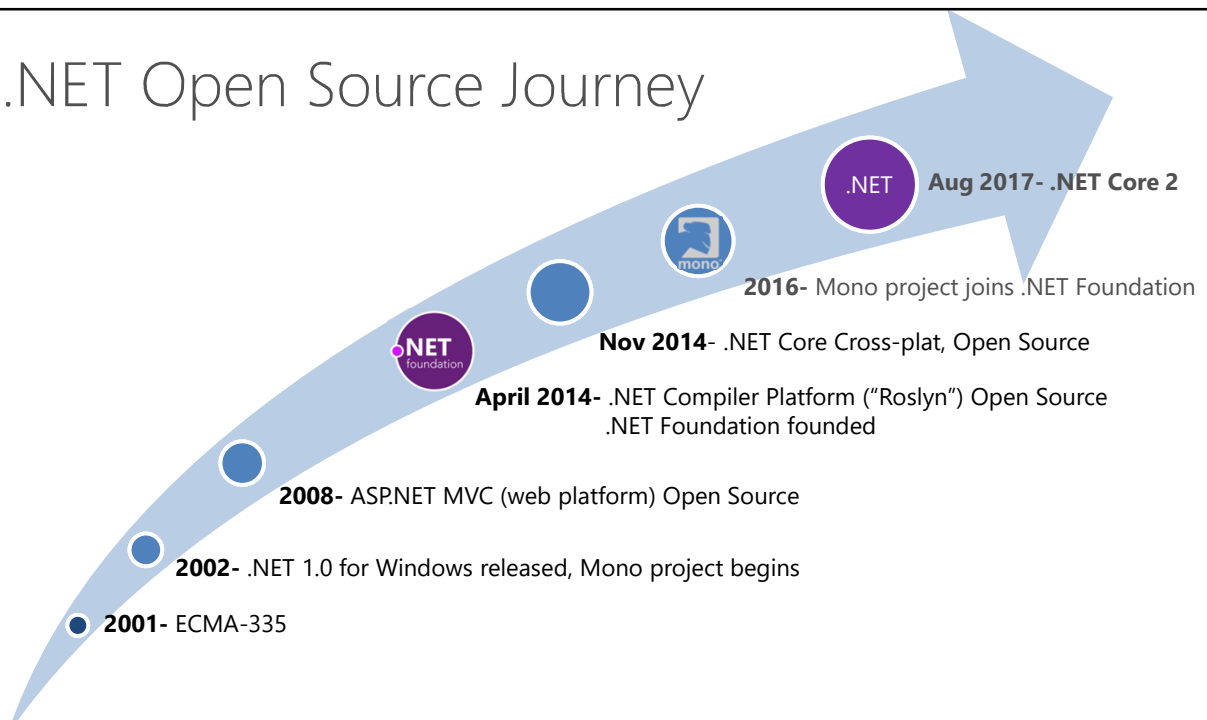 .NET Open Source Journey
.NET
Aug 2017- .NET Core 2
mono
2016- Mono project joins .NET Foundation
Nov 2014- .NET Core Cross-plat, Open Source
NET
foundation
April 2014- .NET Compiler Platform (“Roslyn”) Open Source
.NET Foundation founded
2008- ASP.NET MVC (web platform) Open Source
2002- .NET 1.0 for Windows released, Mono project begins
2001- ECMA-335